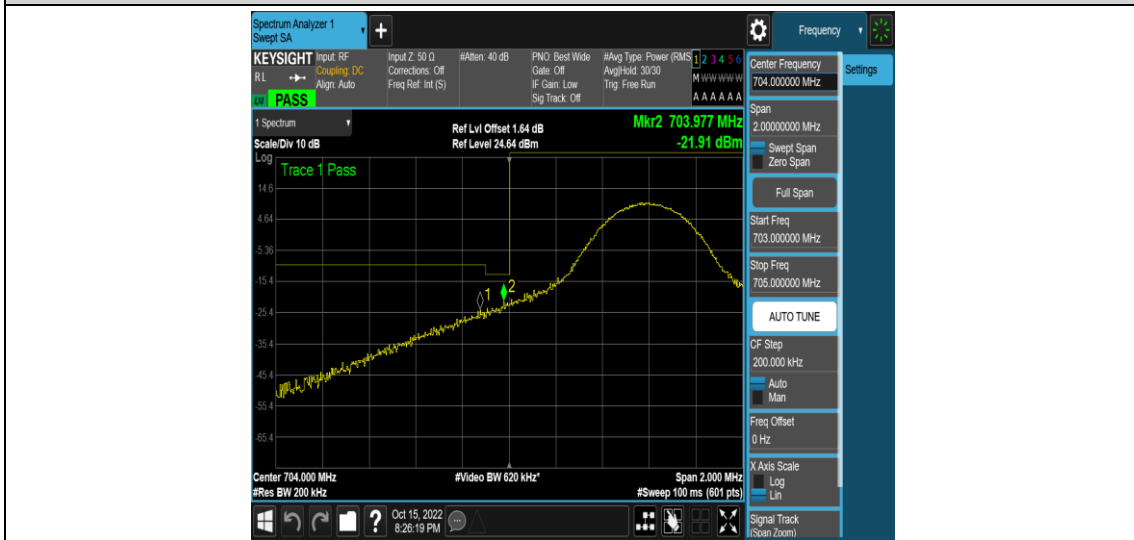 Spectrum Analyzer 1
Swept SA
+
Frequency
KEYSIGHT
Input: RF
Coupling: DC
Align: Auto
Input Z: 50 Ω
Corrections: Off
Freq Ref: Int (S)
#Atten: 40 dB
PNO: Best Wide
Gate: Off
IF Gain: Low
Sig Track: Off
#Avg Type: Power (RMS
Avg|Hold: 30/30
Trig: Free Run
1 2 3 4 5 6
M W W W W W
A A A A A A
R L
LXI
PASS
Center Frequency
704.000000 MHz
Settings
1 Spectrum
Scale/Div 10 dB
Ref Lvl Offset 1.64 dB
Ref Level 24.64 dBm
Mkr2 703.977 MHz
-21.91 dBm
Span
2.00000000 MHz
Swept Span
Zero Span
Full Span
Start Freq
703.000000 MHz
Stop Freq
705.000000 MHz
AUTO TUNE
CF Step
200.000 kHz
Auto
Man
Freq Offset
0 Hz
X Axis Scale
Log
Lin
Signal Track
(Span Zoom)
Log
Trace 1 Pass
14.6
4.64
-5.36
-15.4
-25.4
-35.4
-45.4
-55.4
-65.4
1
2
Center 704.000 MHz
#Res BW 200 kHz
#Video BW 620 kHz*
Span 2.000 MHz
#Sweep 100 ms (601 pts)
?
Oct 15, 2022
8:26:19 PM